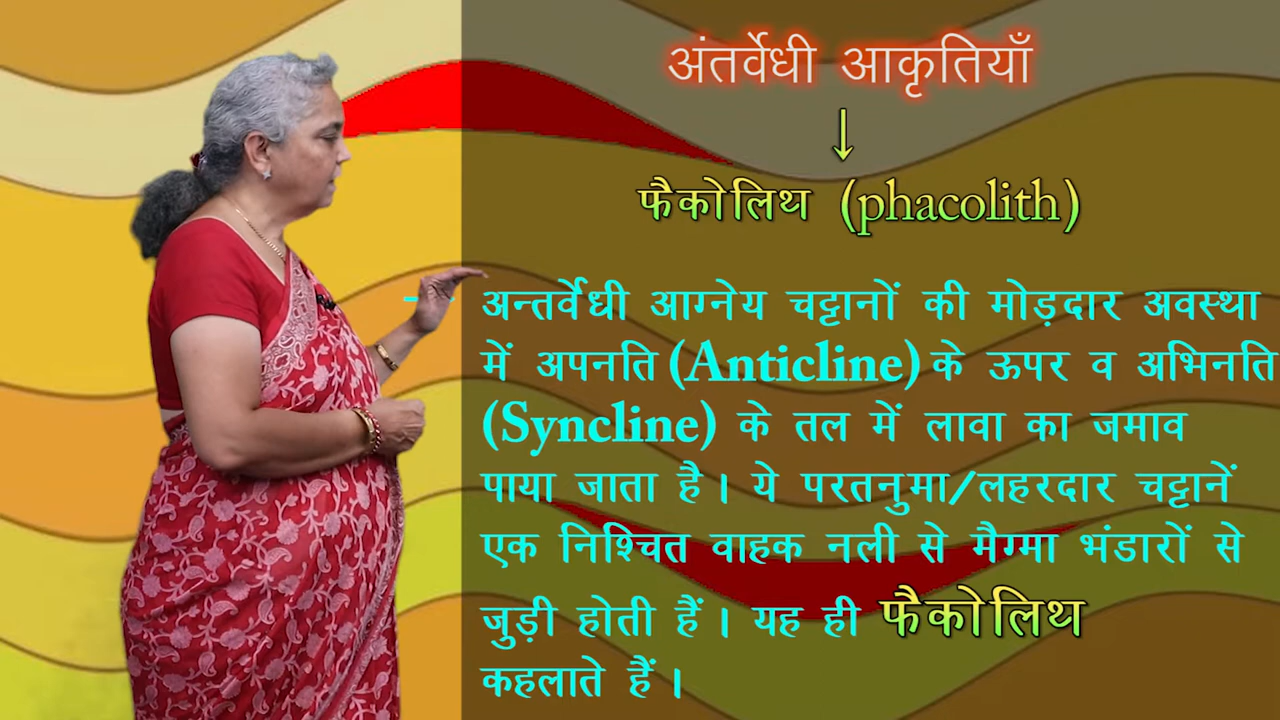 अंतर्वेधी आकृतियाँ
↓
फैकोलिथ (phacolith)
- अन्तर्वेधी आग्नेय चट्टानों की मोड़दार अवस्था
में अपनति (Anticline) के ऊपर व अभिनति
(Syncline) के तल में लावा का जमाव
पाया जाता है। ये परतनुमा/लहरदार चट्टानें
एक निश्चित वाहक नली से मैग्मा भंडारों से
जुड़ी होती हैं। यह ही फैकोलिथ
कहलाते हैं।